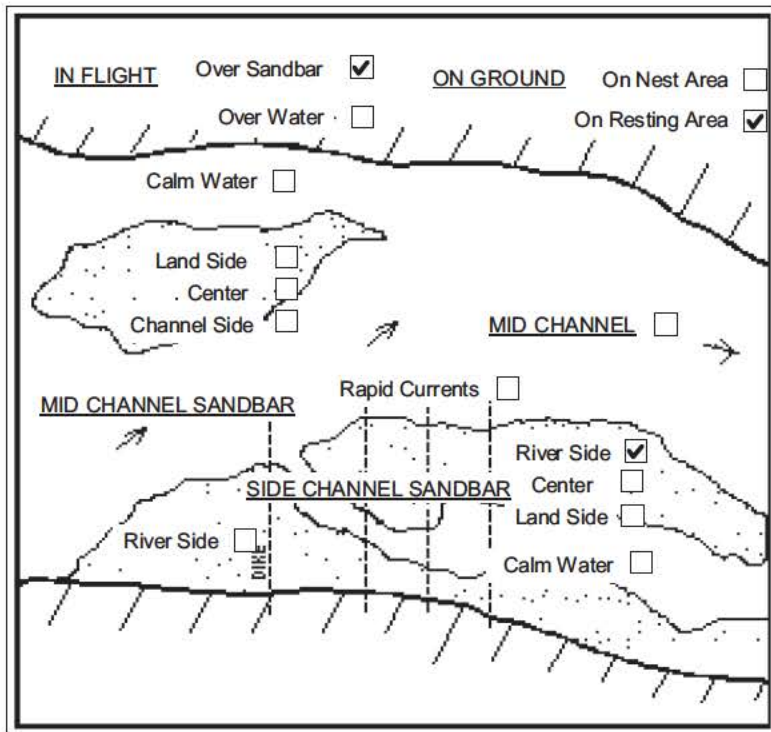 IN FLIGHT Over Sandbar ON GROUND On Nest Area
Over Water On Resting Area
Calm Water
Land Side
Center
Channel Side
MID CHANNEL
Rapid Currents
MID CHANNEL SANDBAR
River Side
SIDE CHANNEL SANDBAR Center
Land Side
River Side
DIKE
Calm Water